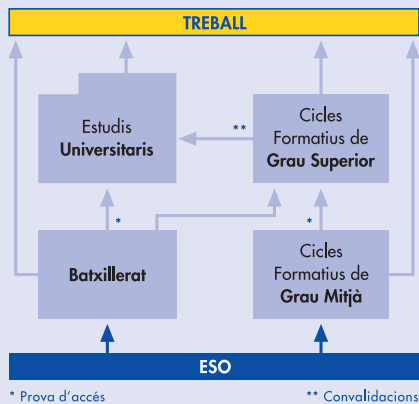 TREBALL
Estudis
Universitaris
**
Cicles
Formatius de
Grau Superior
*
*
Batxillerat
Cicles
Formatius de
Grau Mitjà
ESO
* Prova d'accés
** Convalidacions